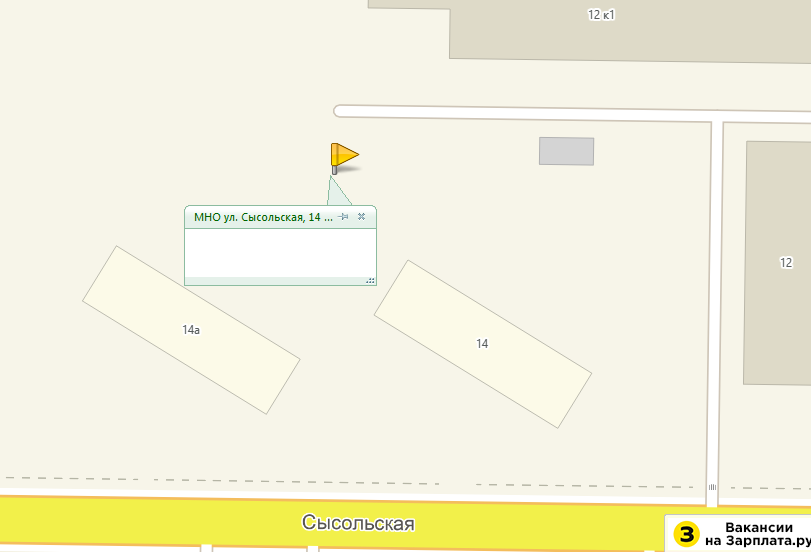 12 к1
МНО ул. Сысольская, 14 ...
12
14а
14
Сысольская
З
Вакансии
на Зарплата.ру